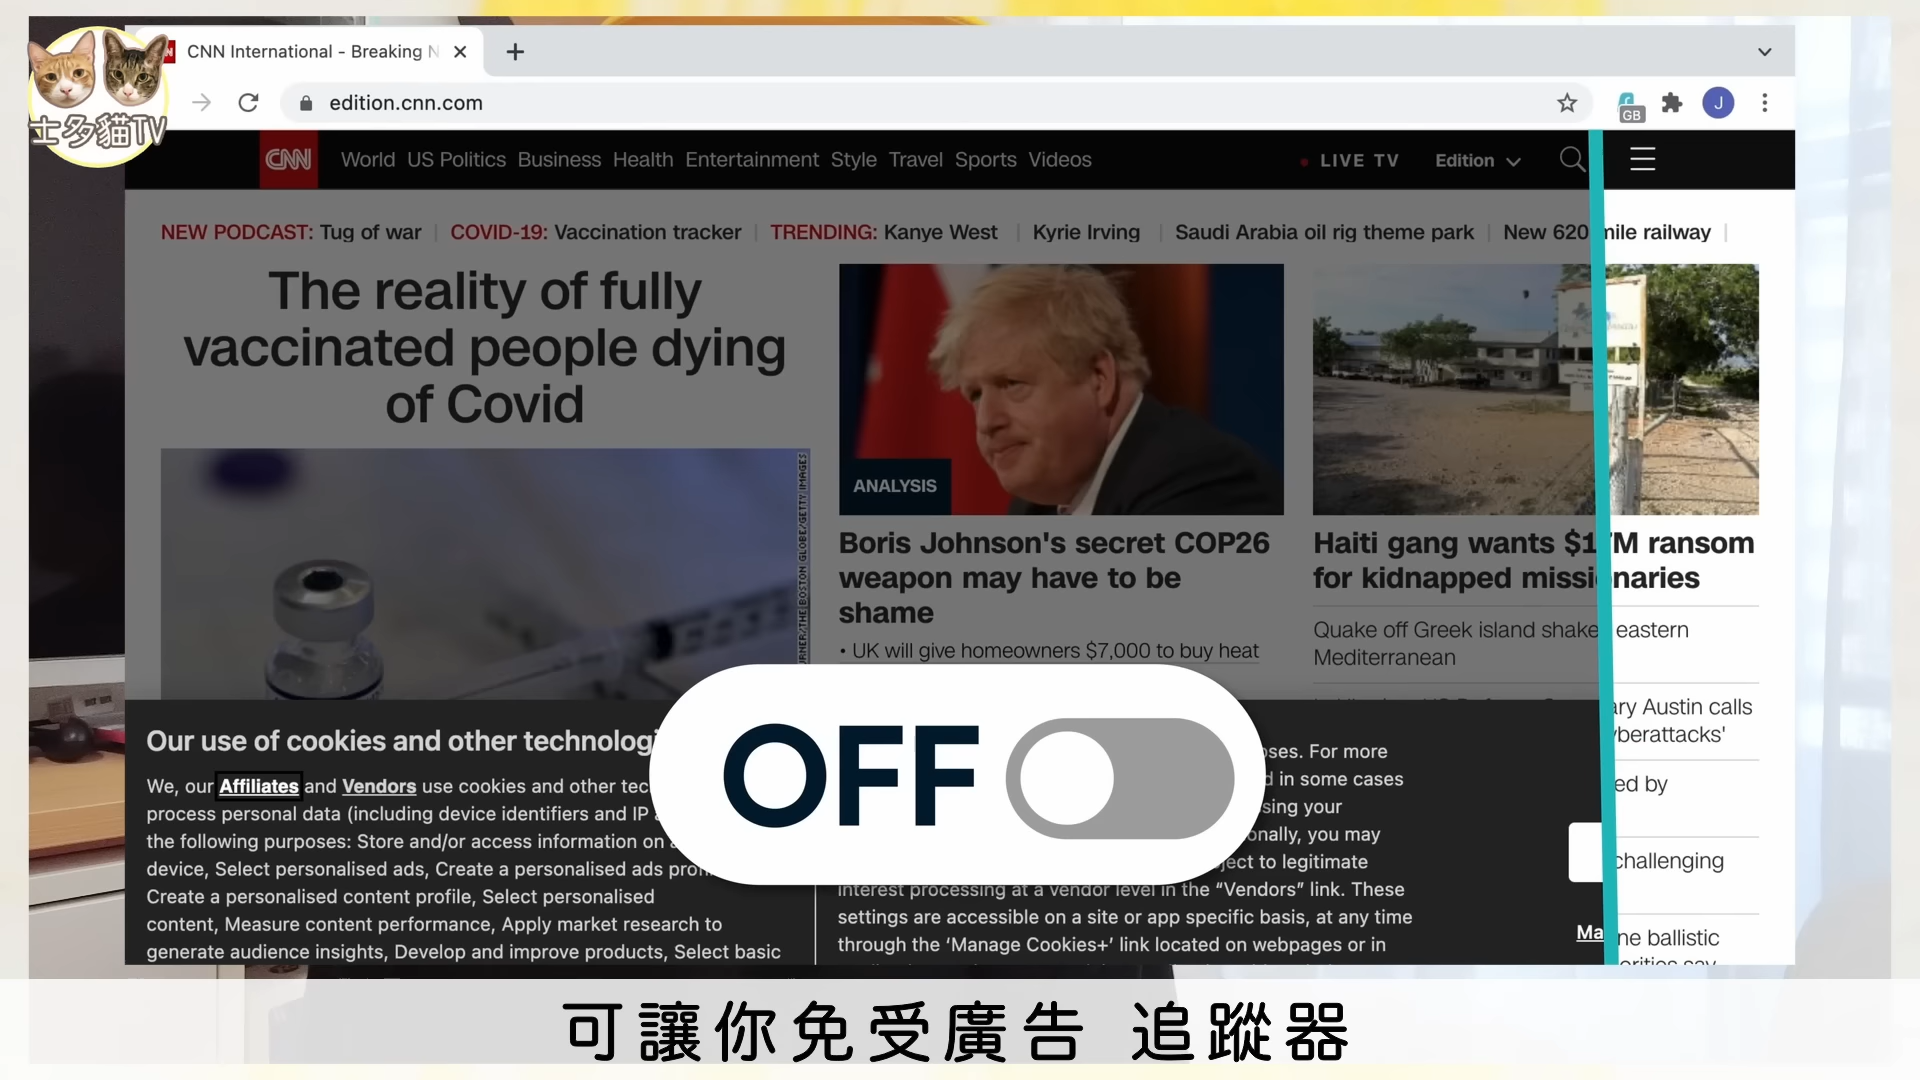 CNN International - Breaking N
士多貓TV
edition.cnn.com
GB
J
CNN
World US Politics Business Health Entertainment Style Travel Sports Videos
LIVE TV
Edition
NEW PODCAST: Tug of war
COVID-19: Vaccination tracker
TRENDING: Kanye West
Kyrie Irving
Saudi Arabia oil rig theme park
New 620 mile railway
The reality of fully
vaccinated people dying
of Covid
ANALYSIS
Boris Johnson's secret COP26
weapon may have to be
shame
• UK will give homeowners $7,000 to buy heat
Haiti gang wants $17M ransom
for kidnapped missionaries
Quake off Greek island shakes eastern
Mediterranean
ary Austin calls
berattacks'
ed by
challenging
ne ballistic
orities say
Our use of cookies and other technologi
We, our Affiliates and Vendors use cookies and other tec
process personal data (including device identifiers and IP
the following purposes: Store and/or access information on
device, Select personalised ads, Create a personalised ads
Create a personalised content profile, Select personalised
content, Measure content performance, Apply market research to
generate audience insights, Develop and improve products, Select basic
oses. For more
d in some cases
sing your
onally, you may
ject to legitimate
interest processing at a vendor level in the “Vendors” link. These
settings are accessible on a site or app specific basis, at any time
through the ‘Manage Cookies+’ link located on webpages or in
Ma
OFF
可讓你免受廣告 追蹤器